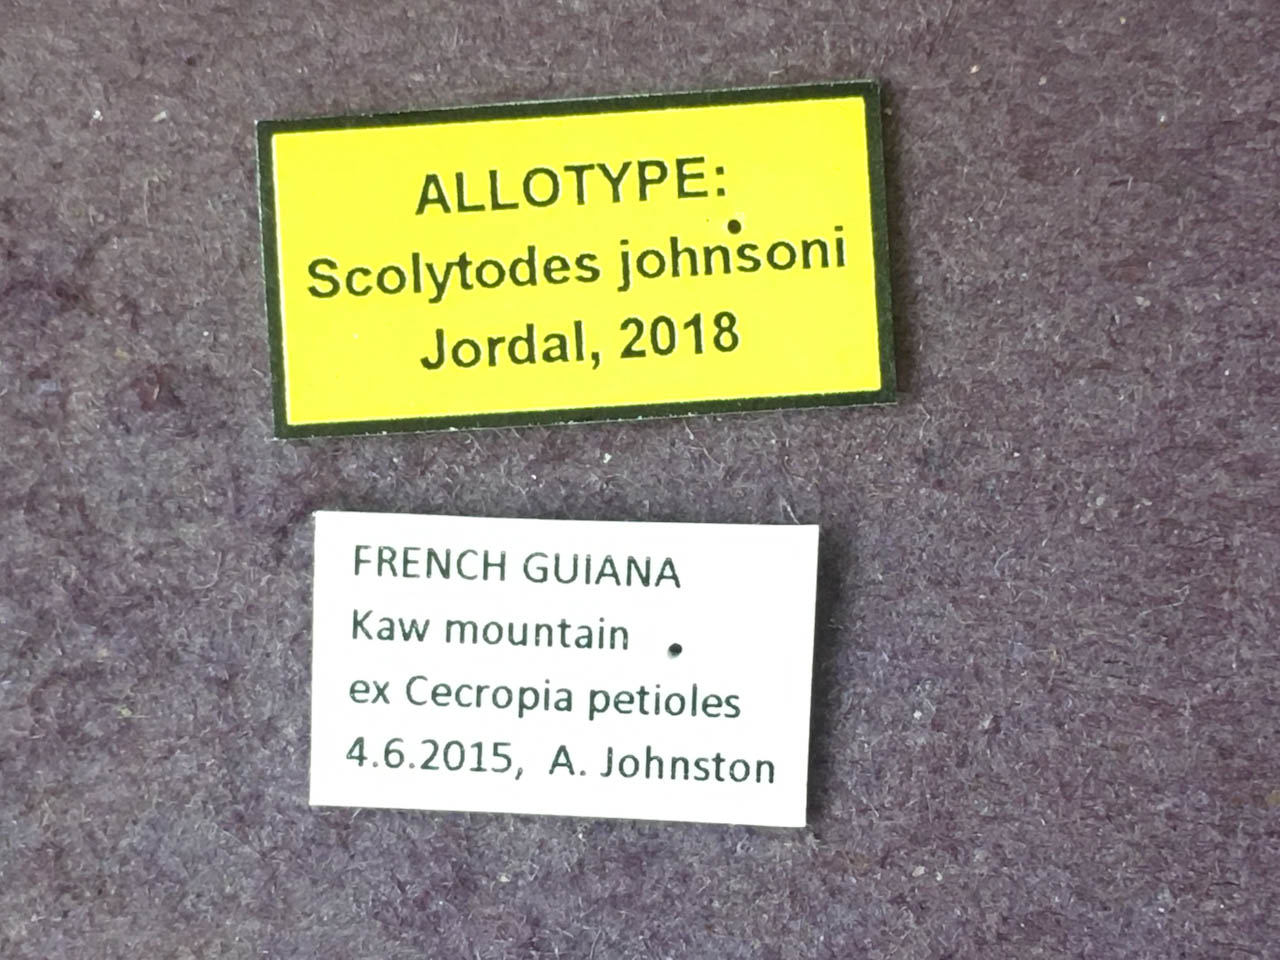 ALLOTYPE:
Scolytodes johnsoni
Jordal, 2018
FRENCH GUIANA
Kaw mountain
ex Cecropia petioles
4.6.2015, A. Johnston